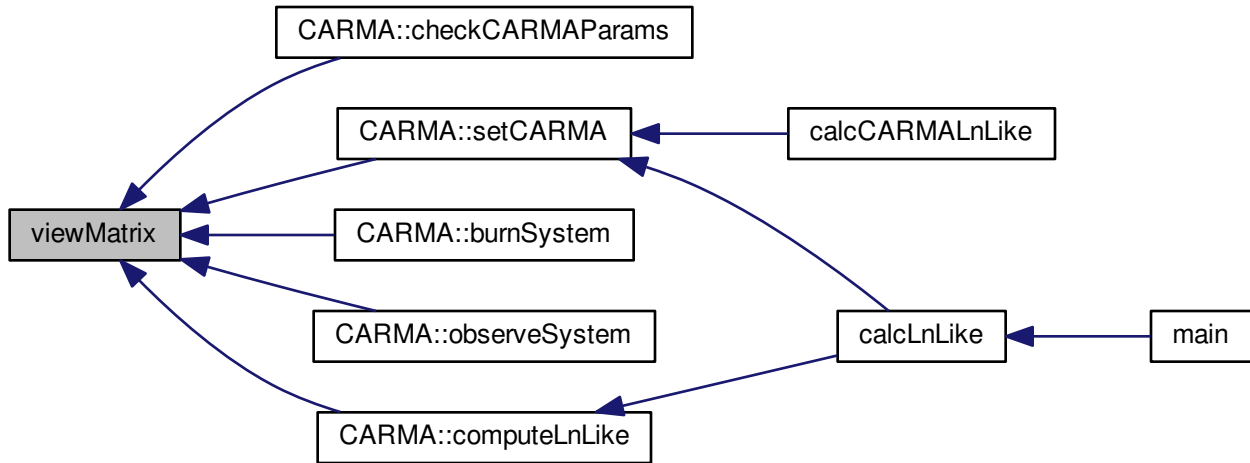 CARMA::checkCARMAParams
CARMA::setCARMA
calcCARMALnLike
viewMatrix
CARMA::burnSystem
CARMA::observeSystem
calcLnLike
main
CARMA::computeLnLike